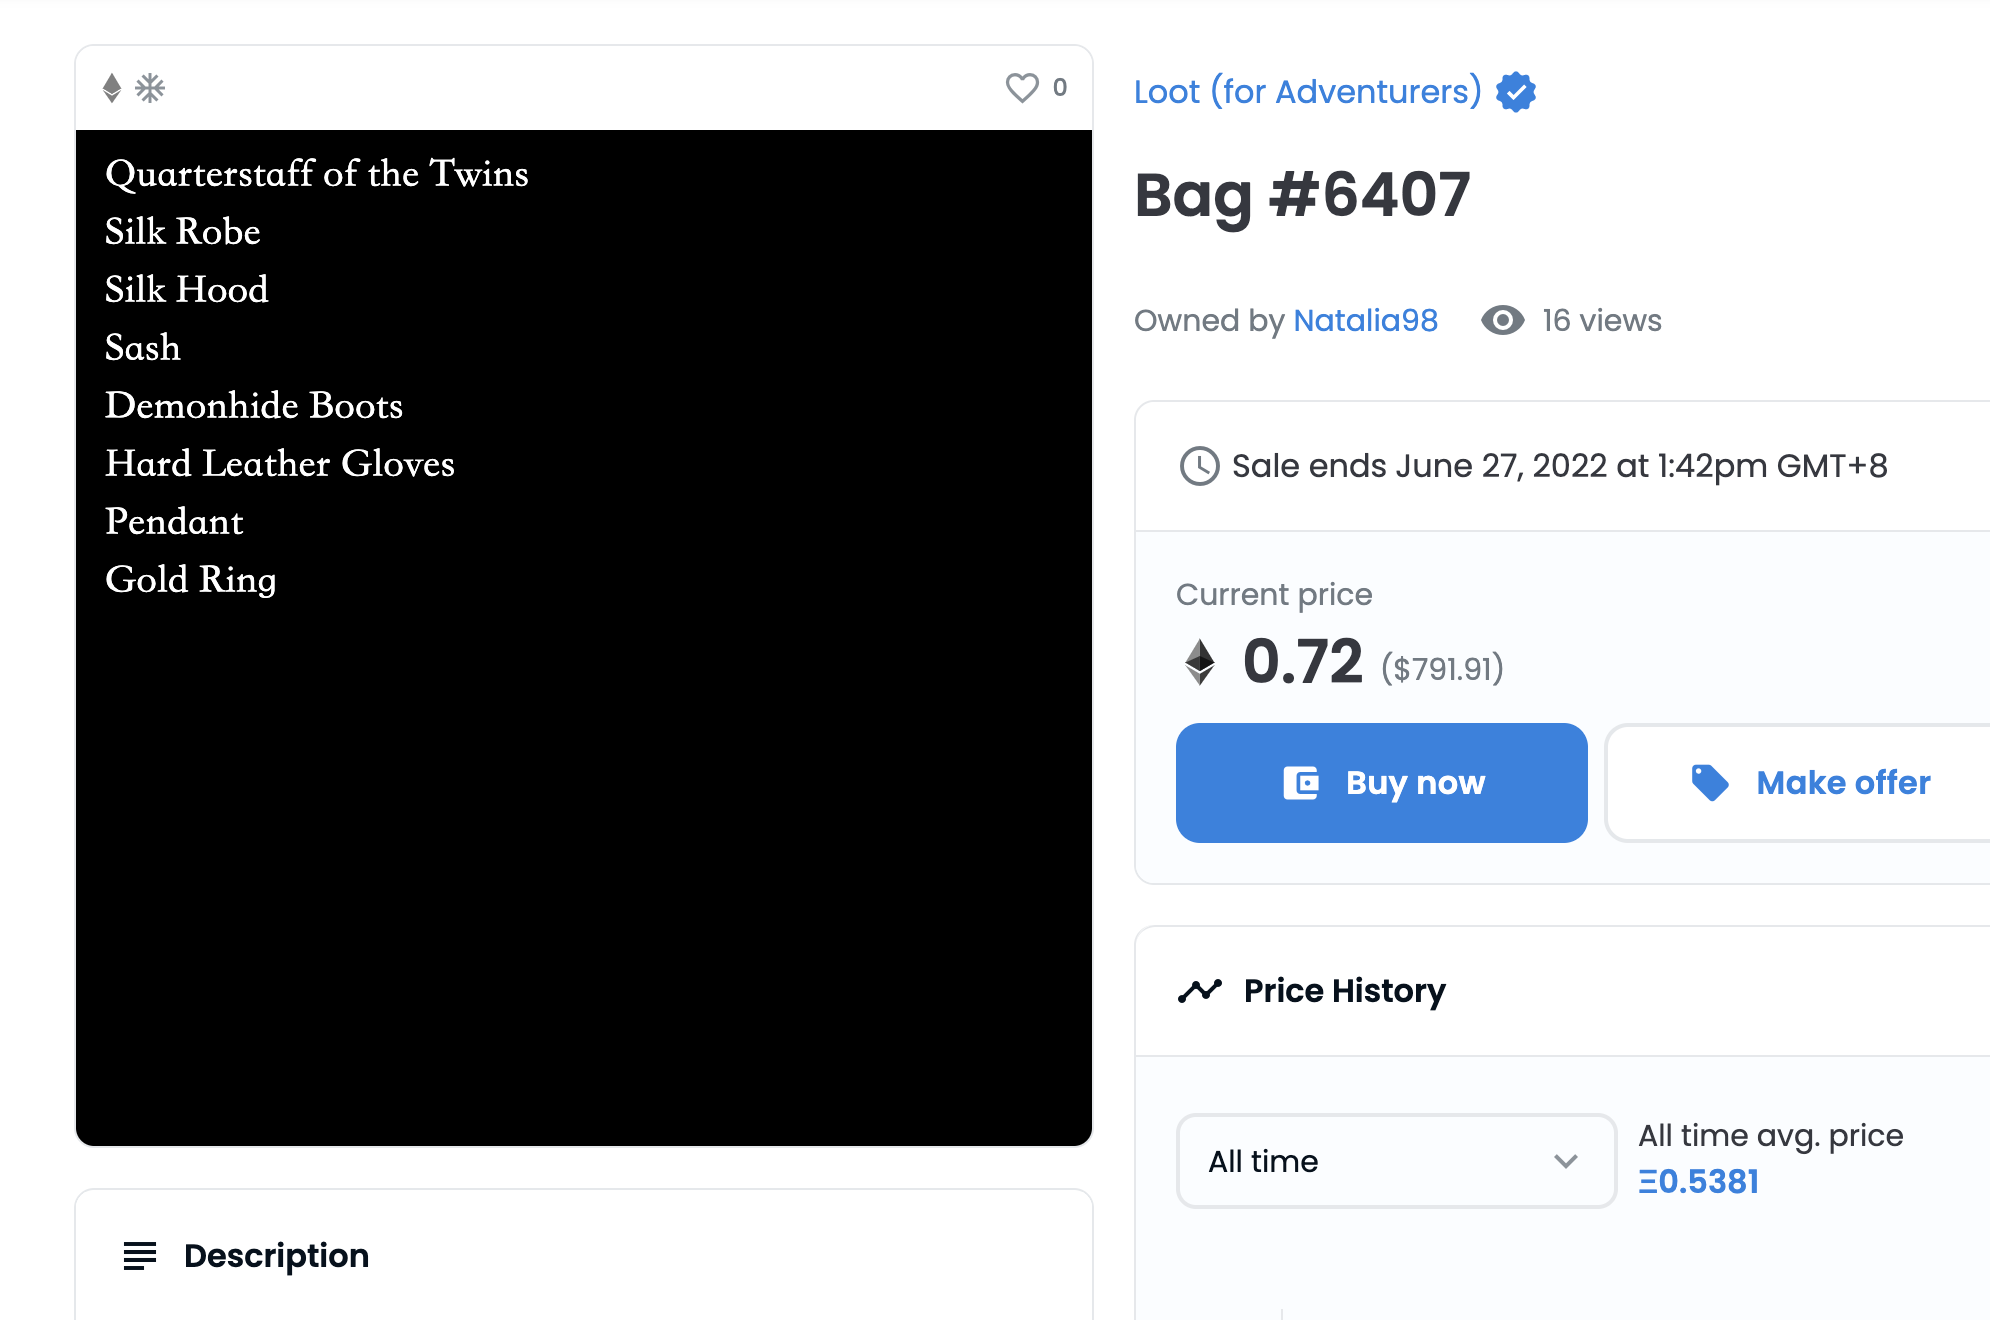 0
Quarterstaff of the Twins
Silk Robe
Silk Hood
Sash
Demonhide Boots
Hard Leather Gloves
Pendant
Gold Ring
Description
Loot (for Adventurers)
Bag #6407
Owned by Natalia98 16 views
Sale ends June 27, 2022 at 1:42pm GMT+8
Current price
0.72 ($791.91)
Buy now
Make offer
Price History
All time
All time avg. price
Ξ0.5381